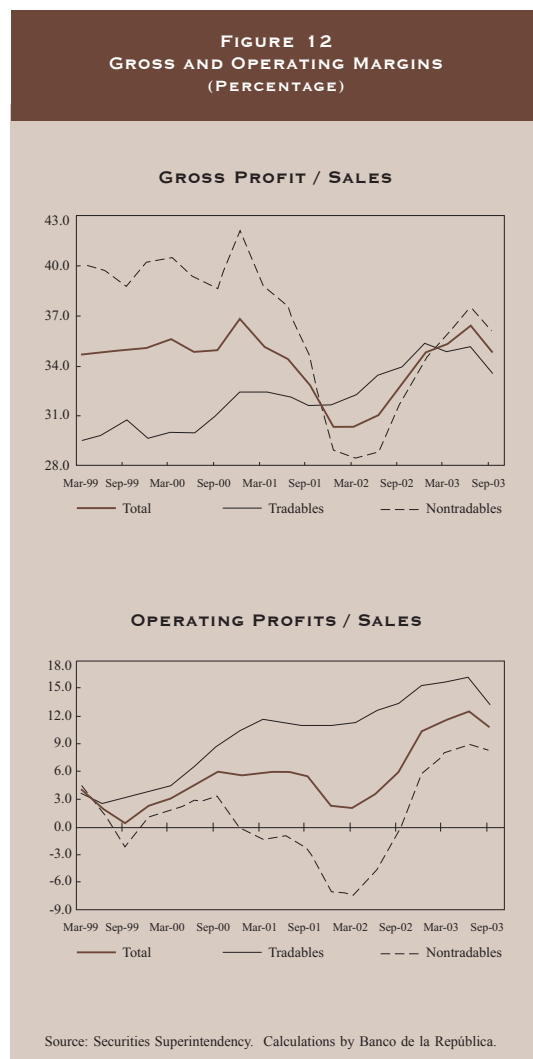 Figure 12
Gross and Operating Margins
(Percentage)
Gross Profit / Sales
43.0
40.0
37.0
34.0
31.0
28.0
Mar-99 Sep-99 Mar-00 Sep-00 Mar-01 Sep-01 Mar-02 Sep-02 Mar-03 Sep-03
Total Tradables Nontradables
Operating Profits / Sales
18.0
15.0
12.0
9.0
6.0
3.0
0.0
-3.0
-6.0
-9.0
Mar-99 Sep-99 Mar-00 Sep-00 Mar-01 Sep-01 Mar-02 Sep-02 Mar-03 Sep-03
Total Tradables Nontradables
Source: Securities Superintendency. Calculations by Banco de la República.